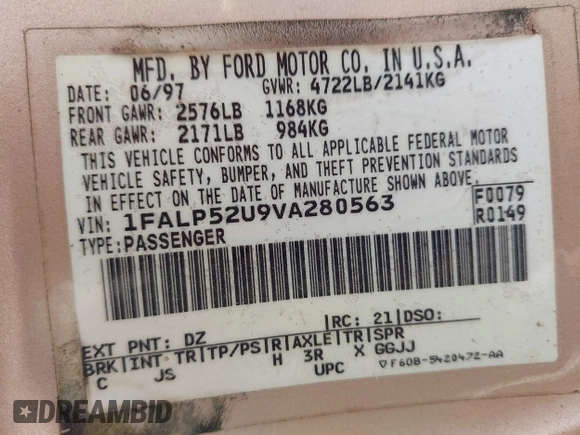 MFD. BY FORD MOTOR CO. IN U.S.A.
DATE: 06/97 GVWR: 4722LB/2141KG
FRONT GAWR: 2576LB 1168KG
REAR GAWR: 2171LB 984KG
THIS VEHICLE CONFORMS TO ALL APPLICABLE FEDERAL MOTOR
VEHICLE SAFETY, BUMPER, AND THEFT PREVENTION STANDARDS
IN EFFECT ON THE DATE OF MANUFACTURE SHOWN ABOVE.
VIN: 1FALP52U9VA280563 F0079
TYPE: PASSENGER R0149
EXT PNT: DZ RC: 21 DSO:
BRK INT TR TP/PS R AXLE TR SPR
C JS H 3R X GGJJ
UPC ▽F60B-5420472-AA
DREAMBID